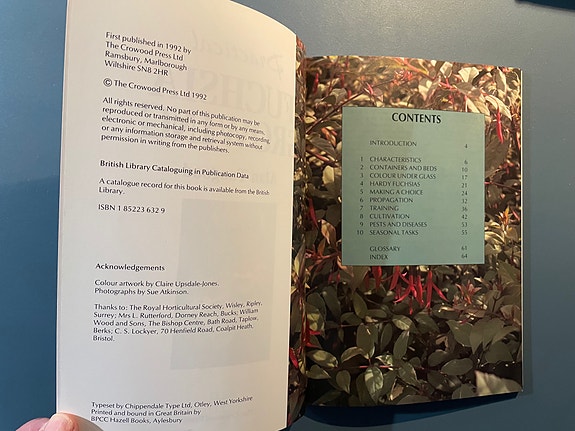 First published in 1992 by
The Crowood Press Ltd
Ramsbury, Marlborough
Wiltshire SN8 2HR
© The Crowood Press Ltd 1992
All rights reserved. No part of this publication may be
reproduced or transmitted in any form or by any means,
electronic or mechanical, including photocopy, recording,
or any information storage and retrieval system without
permission in writing from the publishers.
British Library Cataloguing in Publication Data
A catalogue record for this book is available from the British
Library.
ISBN 1 85223 632 9
Acknowledgements
Colour artwork by Claire Upsdale-Jones.
Photographs by Sue Atkinson.
Thanks to: The Royal Horticultural Society, Wisley, Ripley,
Surrey; Mrs L. Rutterford, Dorney Reach, Bucks; William
Wood and Sons, The Bishop Centre, Bath Road, Taplow,
Berks; C. S. Lockyer, 70 Henfield Road, Coalpit Heath,
Bristol.
Typeset by Chippendale Type Ltd, Otley, West Yorkshire
Printed and bound in Great Britain by
BPCC Hazell Books, Aylesbury
CONTENTS
INTRODUCTION 4
1 CHARACTERISTICS 6
2 CONTAINERS AND BEDS 10
3 COLOUR UNDER GLASS 17
4 HARDY FUCHSIAS 21
5 MAKING A CHOICE 24
6 PROPAGATION 32
7 TRAINING 36
8 CULTIVATION 42
9 PESTS AND DISEASES 53
10 SEASONAL TASKS 55
GLOSSARY 63
INDEX 64